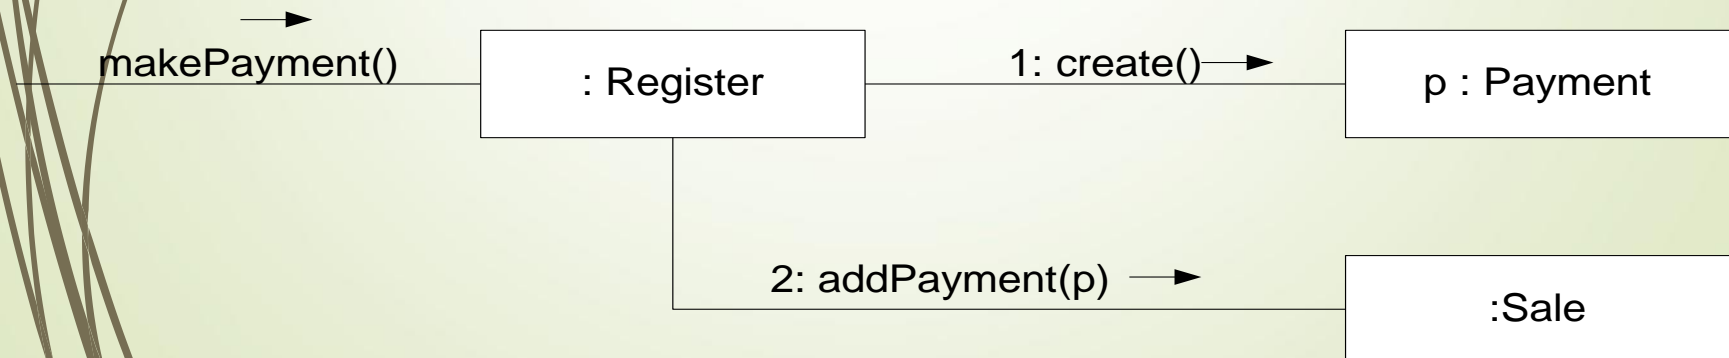 makePayment()
: Register
1: create()
p : Payment
2: addPayment(p)
:Sale